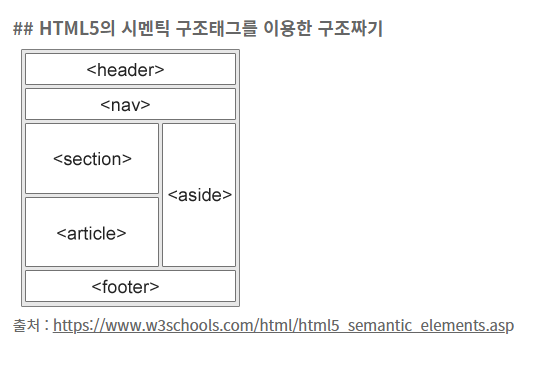 ## HTML5의 시멘틱 구조태그를 이용한 구조짜기
<header>
<nav>
<section>
<aside>
<article>
<footer>
출처 : https://www.w3schools.com/html/html5_semantic_elements.asp